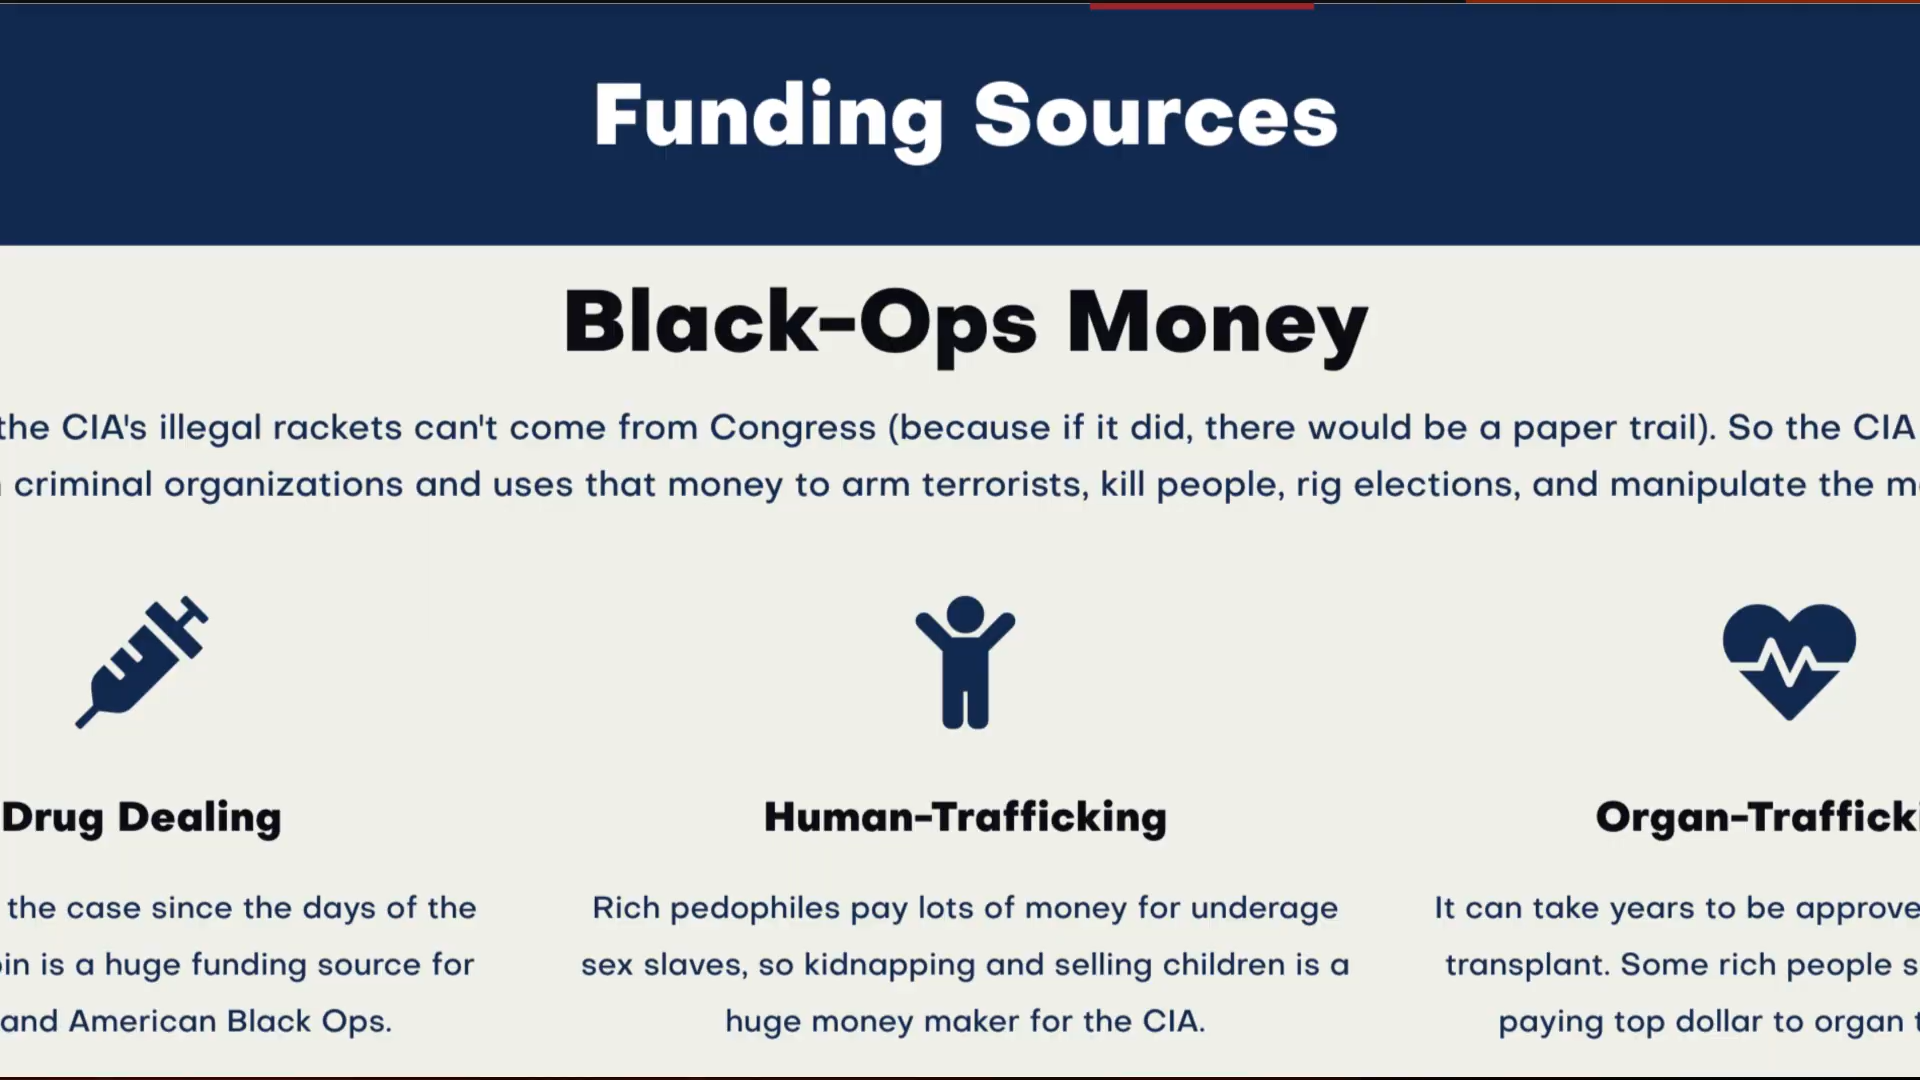 Funding Sources
Black-Ops Money
the CIA's illegal rackets can't come from Congress (because if it did, there would be a paper trail). So the CIA
criminal organizations and uses that money to arm terrorists, kill people, rig elections, and manipulate the
Drug Dealing
the case since the days of the
is a huge funding source for
and American Black Ops.
Human-Trafficking
Rich pedophiles pay lots of money for underage
sex slaves, so kidnapping and selling children is a
huge money maker for the CIA.
Organ-Traffick
It can take years to be approve
transplant. Some rich people
paying top dollar to organ